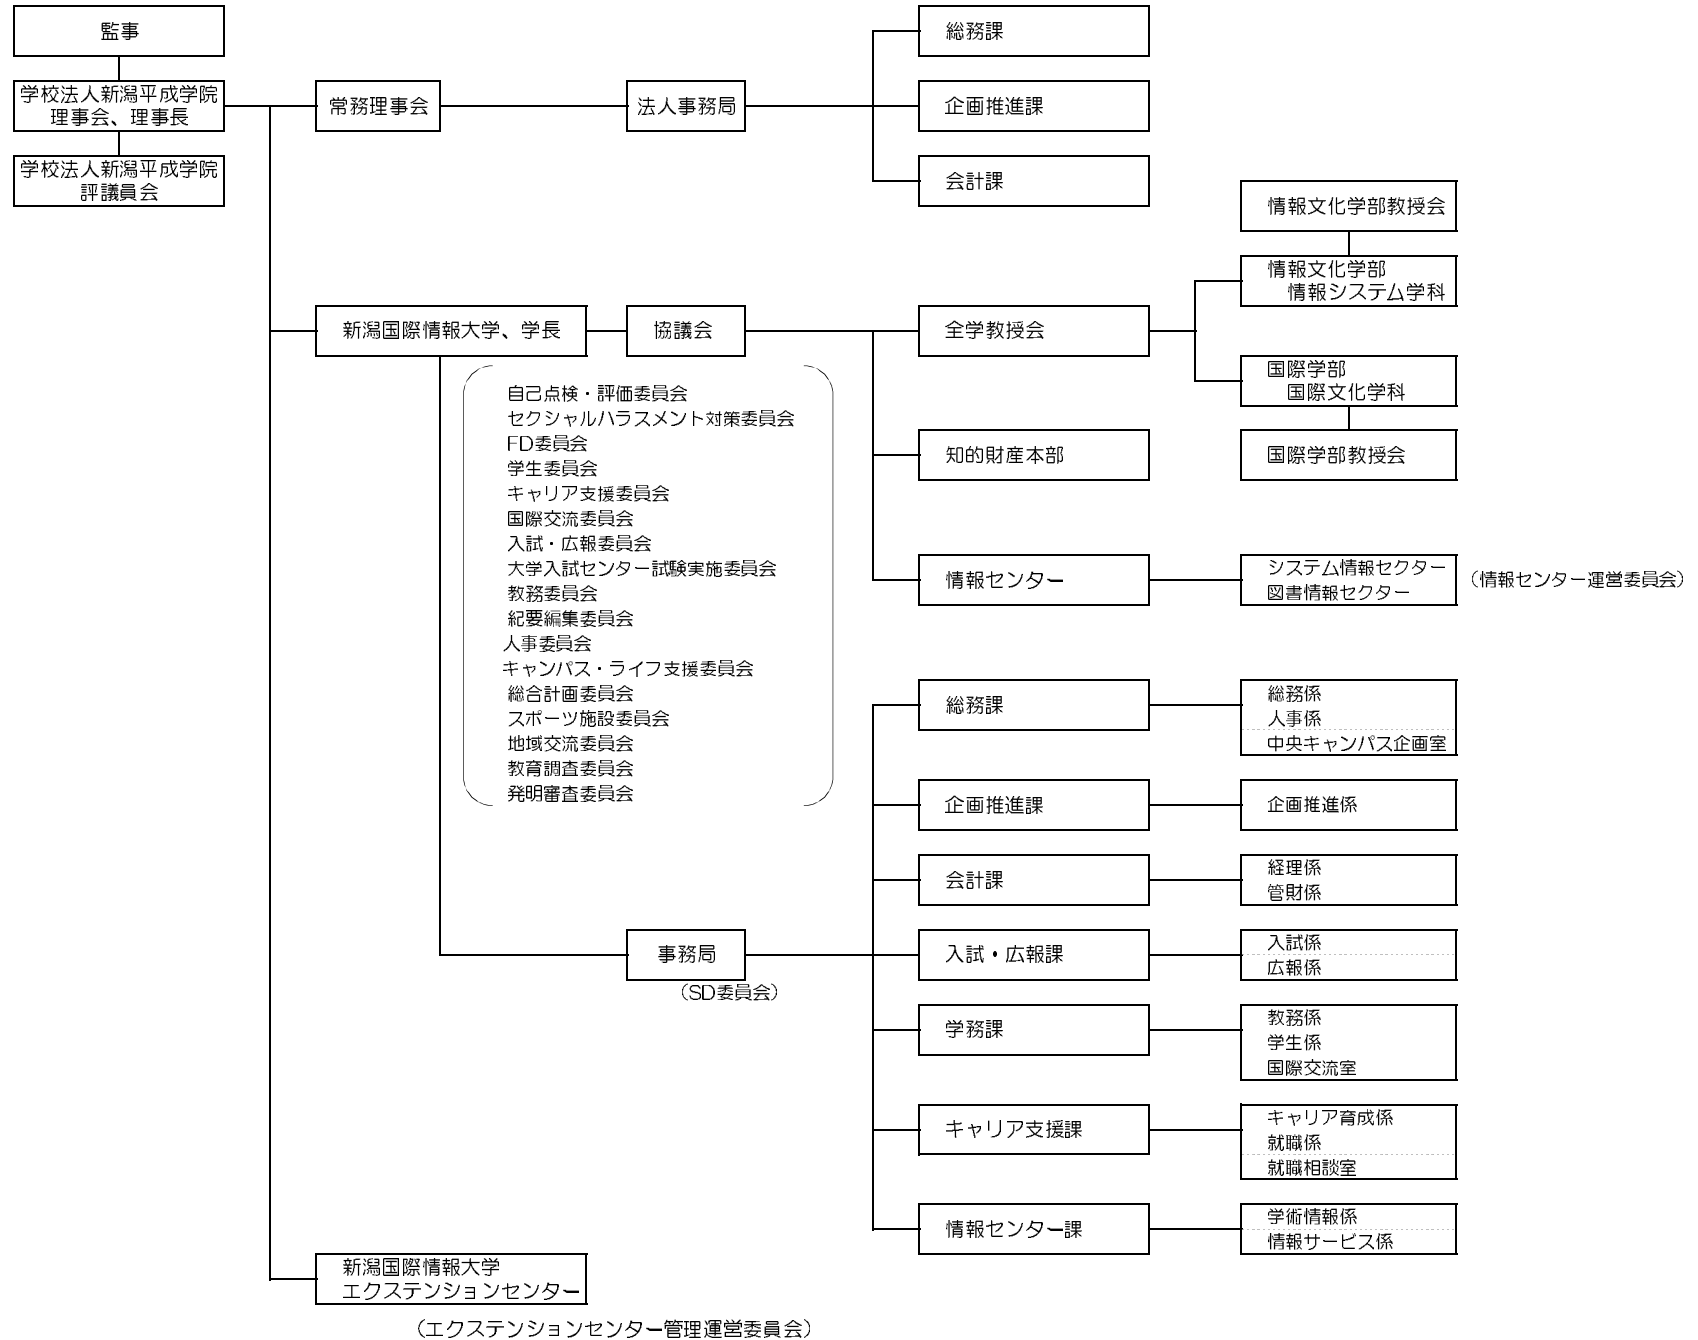 監事
学校法人新潟平成学院
理事会、理事長
学校法人新潟平成学院
評議員会
常務理事会
法人事務局
総務課
企画推進課
会計課
新潟国際情報大学、学長
協議会
自己点検・評価委員会
セクシャルハラスメント対策委員会
FD委員会
学生委員会
キャリア支援委員会
国際交流委員会
入試・広報委員会
大学入試センター試験実施委員会
教務委員会
紀要編集委員会
人事委員会
キャンパス・ライフ支援委員会
総合計画委員会
スポーツ施設委員会
地域交流委員会
教育調査委員会
発明審査委員会
全学教授会
情報文化学部教授会
情報文化学部
情報システム学科
国際学部
国際文化学科
国際学部教授会
知的財産本部
情報センター
システム情報セクター
図書情報セクター
（情報センター運営委員会）
事務局
（SD委員会）
総務課
総務係
人事係
中央キャンパス企画室
企画推進課
企画推進係
会計課
経理係
管財係
入試・広報課
入試係
広報係
学務課
教務係
学生係
国際交流室
キャリア支援課
キャリア育成係
就職係
就職相談室
情報センター課
学術情報係
情報サービス係
新潟国際情報大学
エクステンションセンター
（エクステンションセンター管理運営委員会）